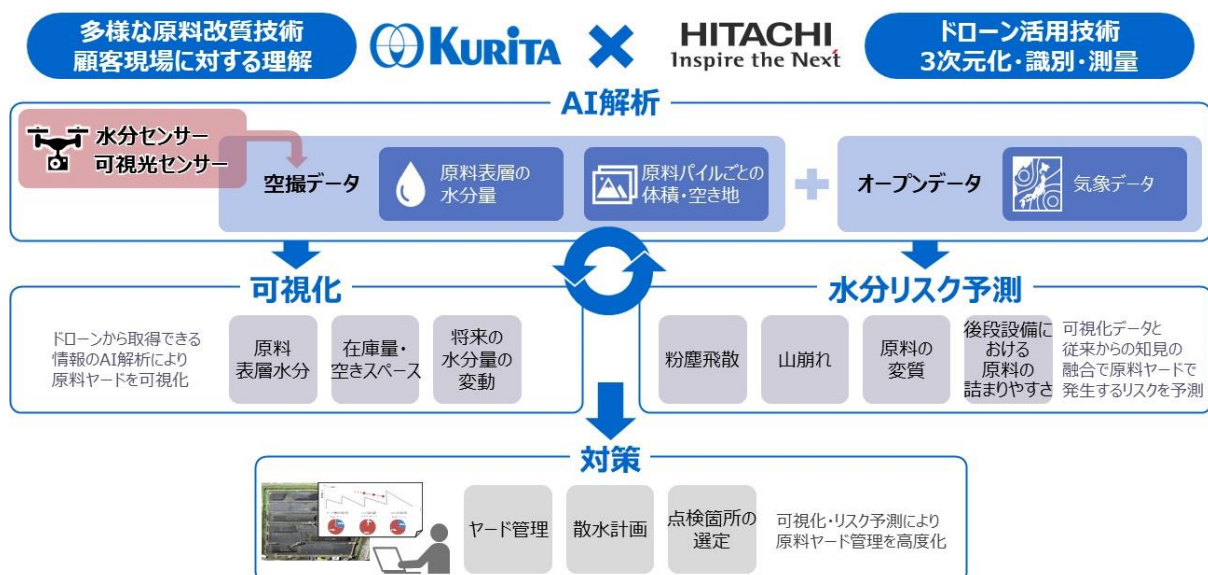 多様な原料改質技術
顧客現場に対する理解
KURITA
×
HITACHI
Inspire the Next
ドローン活用技術
3次元化・識別・測量
AI解析
水分センサー
可視光センサー
空撮データ
原料表層の
水分量
原料パイルごとの
体積・空き地
+
オープンデータ
気象データ
可視化
ドローンから取得できる
情報のAI解析により
原料ヤードを可視化
原料
表層水分
在庫量・
空きスペース
将来の
水分量の
変動
水分リスク予測
粉塵飛散
山崩れ
原料の
変質
後段設備に
おける
原料の
詰まりやすさ
可視化データと
従来からの知見の
融合で原料ヤードで
発生するリスクを予測
対策
ヤード管理
散水計画
点検箇所の
選定
可視化・リスク予測により
原料ヤード管理を高度化